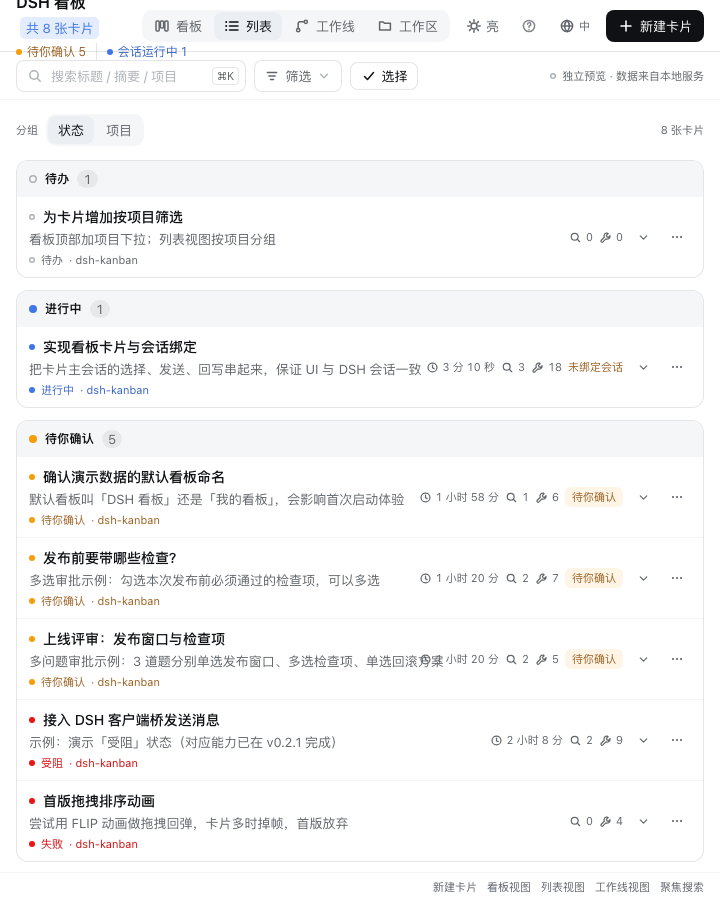 DSH 看板
共 8 张卡片
看板 列表 工作线 工作区 亮 中 新建卡片
待你确认 5 会话运行中 1
搜索标题 / 摘要 / 项目 ⌘K 筛选 选择 独立预览 · 数据来自本地服务
分组 状态 项目 8 张卡片
待办 1
为卡片增加按项目筛选
看板顶部加项目下拉；列表视图按项目分组 0 0
待办 · dsh-kanban
进行中 1
实现看板卡片与会话绑定
把卡片主会话的选择、发送、回写串起来，保证 UI 与 DSH 会话一致 3 分 10 秒 3 18 未绑定会话
进行中 · dsh-kanban
待你确认 5
确认演示数据的默认看板命名
默认看板叫「DSH 看板」还是「我的看板」，会影响首次启动体验 1 小时 58 分 1 6 待你确认
待你确认 · dsh-kanban
发布前要带哪些检查？
多选审批示例：勾选本次发布前必须通过的检查项，可以多选 1 小时 20 分 2 7 待你确认
待你确认 · dsh-kanban
上线评审：发布窗口与检查项
多问题审批示例：3 道题分别单选发布窗口、多选检查项、单选回滚方案 1 小时 20 分 2 5 待你确认
待你确认 · dsh-kanban
接入 DSH 客户端桥发送消息
示例：演示「受阻」状态（对应能力已在 v0.2.1 完成） 2 小时 8 分 2 9
受阻 · dsh-kanban
首版拖拽排序动画
尝试用 FLIP 动画做拖拽回弹，卡片多时掉帧，首版放弃 0 4
失败 · dsh-kanban
新建卡片 看板视图 列表视图 工作线视图 聚焦搜索